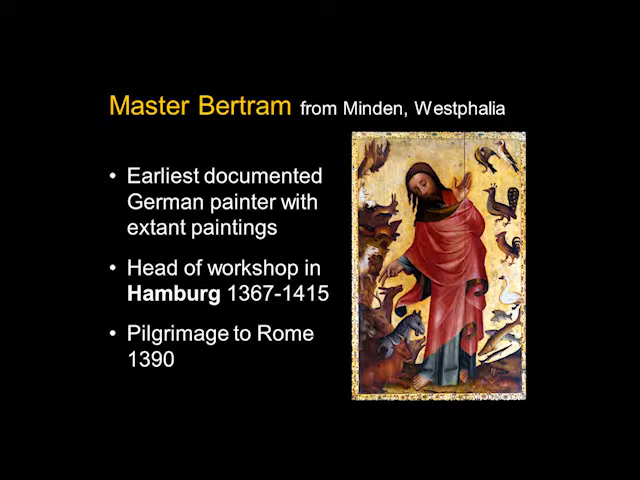 Master Bertram from Minden, Westphalia
• Earliest documented
German painter with
extant paintings
• Head of workshop in
Hamburg 1367-1415
• Pilgrimage to Rome
1390